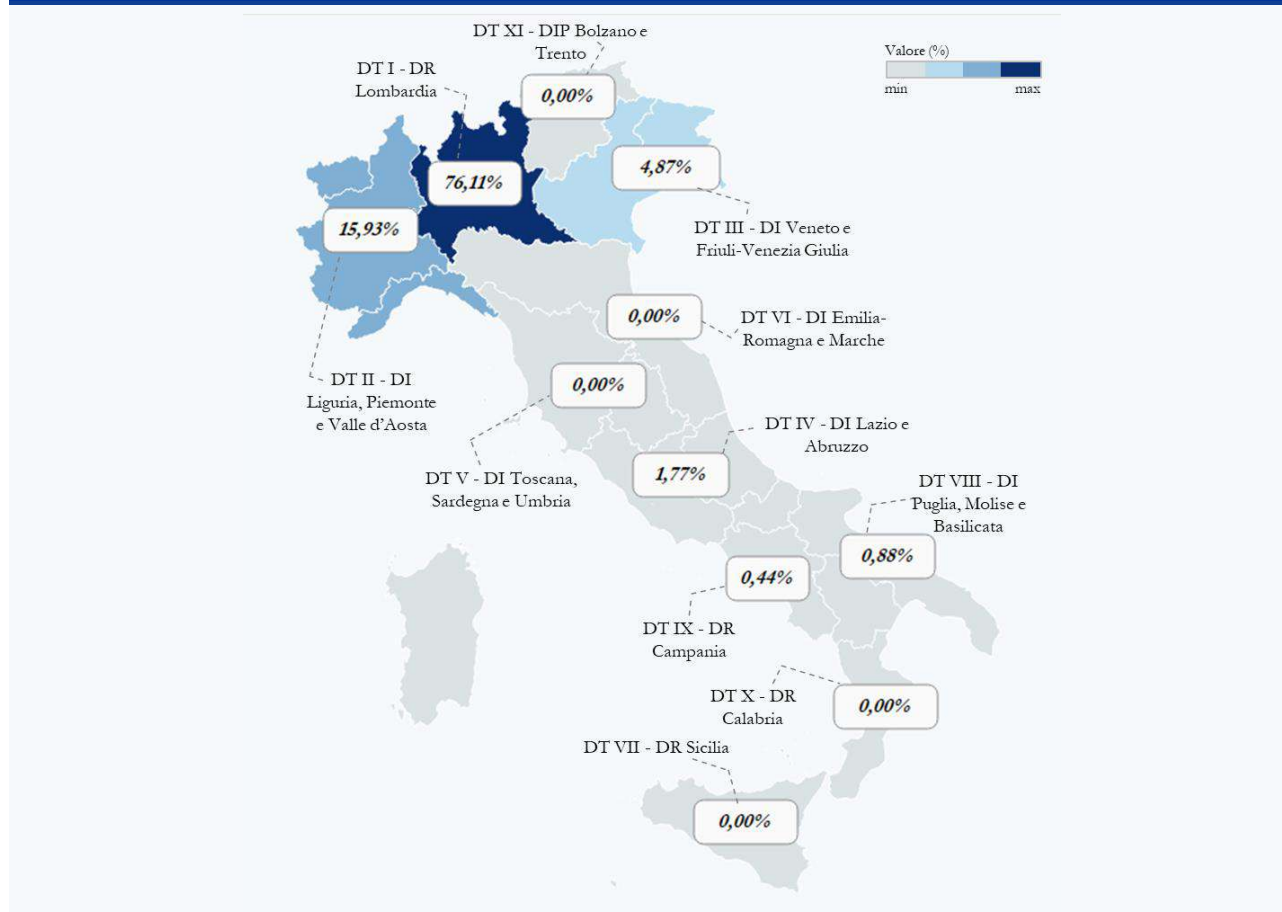 DT XI - DIP Bolzano e
Trento
Valore (%)
min
max
DT I - DR
Lombardia
0,00%
4,87%
76,11%
15,93%
DT III - DI Veneto e
Friuli-Venezia Giulia
0,00%
DT VI - DI Emilia-
Romagna e Marche
DT II - DI
Liguria, Piemonte
e Valle d'Aosta
0,00%
DT IV - DI Lazio e
Abruzzo
DT V - DI Toscana,
Sardegna e Umbria
1,77%
DT VIII - DI
Puglia, Molise e
Basilicata
0,88%
0,44%
DT IX - DR
Campania
DT X - DR
Calabria
0,00%
DT VII - DR Sicilia
0,00%